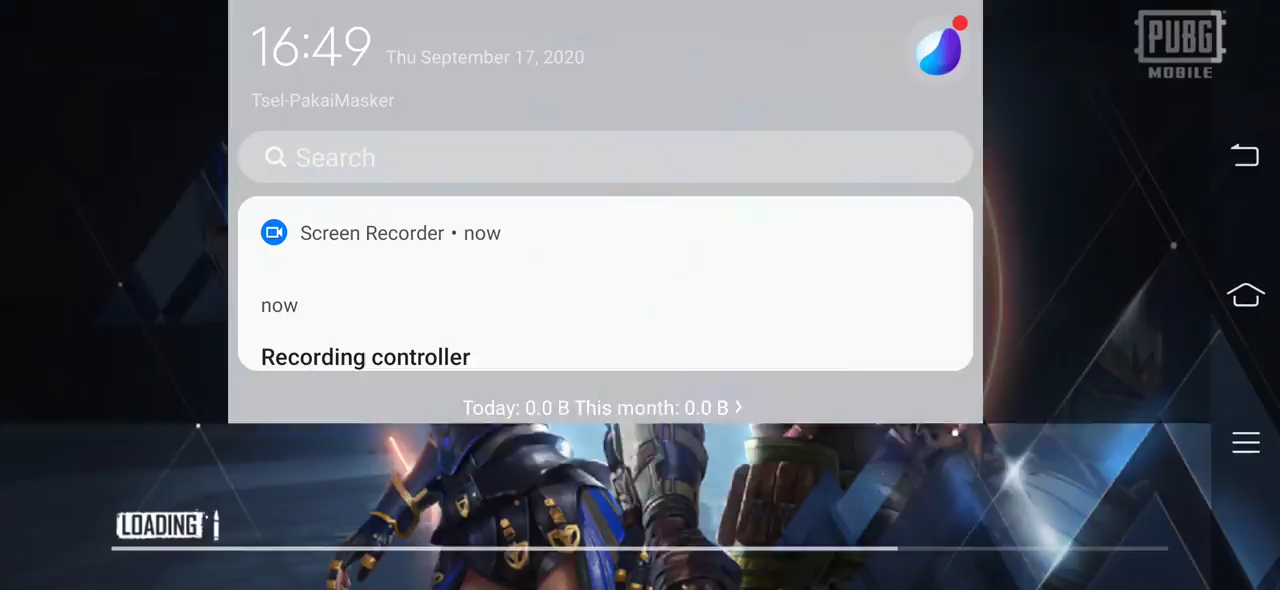 16:49 Thu September 17, 2020
PUBG
MOBILE
Tsel-PakaiMasker
Search
Screen Recorder • now
now
Recording controller
Today: 0.0 B This month: 0.0 B >
LOADING